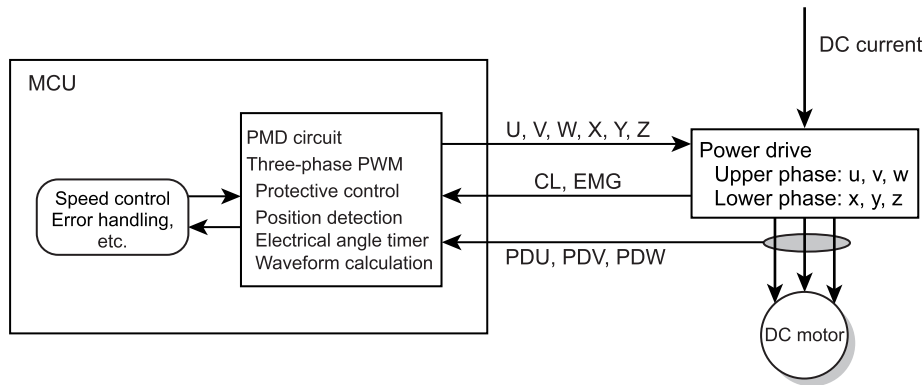 DC current
MCU
PMD circuit
Three-phase PWM
Protective control
Position detection
Electrical angle timer
Waveform calculation
Speed control
Error handling,
etc.
U, V, W, X, Y, Z
CL, EMG
PDU, PDV, PDW
Power drive
Upper phase: u, v, w
Lower phase: x, y, z
DC motor